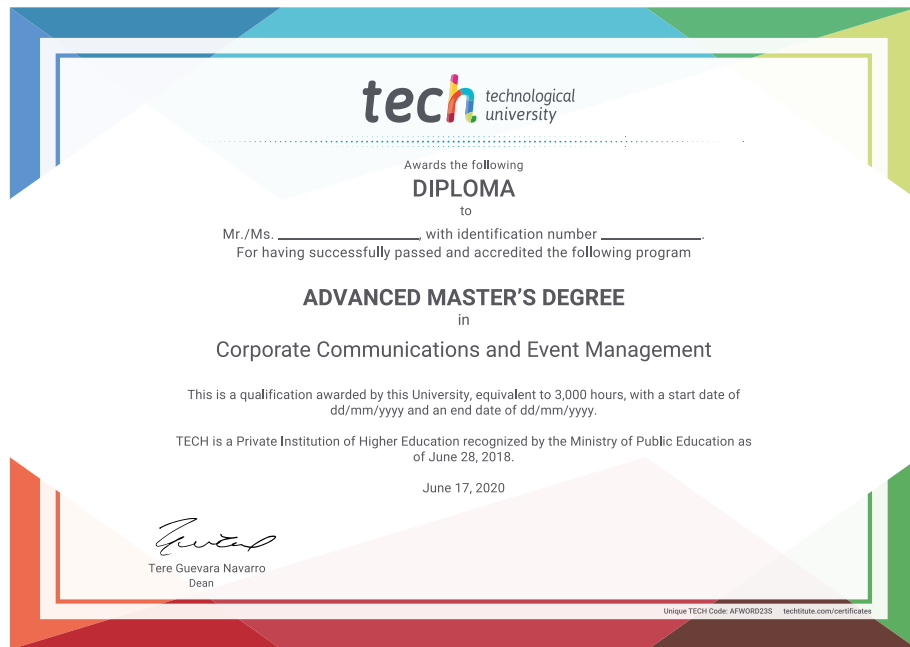 tech technological
university
Awards the following
DIPLOMA
to
Mr./Ms. ____________________, with identification number ______________.
For having successfully passed and accredited the following program
ADVANCED MASTER'S DEGREE
in
Corporate Communications and Event Management
This is a qualification awarded by this University, equivalent to 3,000 hours, with a start date of
dd/mm/yyyy and an end date of dd/mm/yyyy.
TECH is a Private Institution of Higher Education recognized by the Ministry of Public Education as
of June 28, 2018.
June 17, 2020
Tere Guevara Navarro
Dean
Unique TECH Code: AFWORD23S techtitute.com/certificates